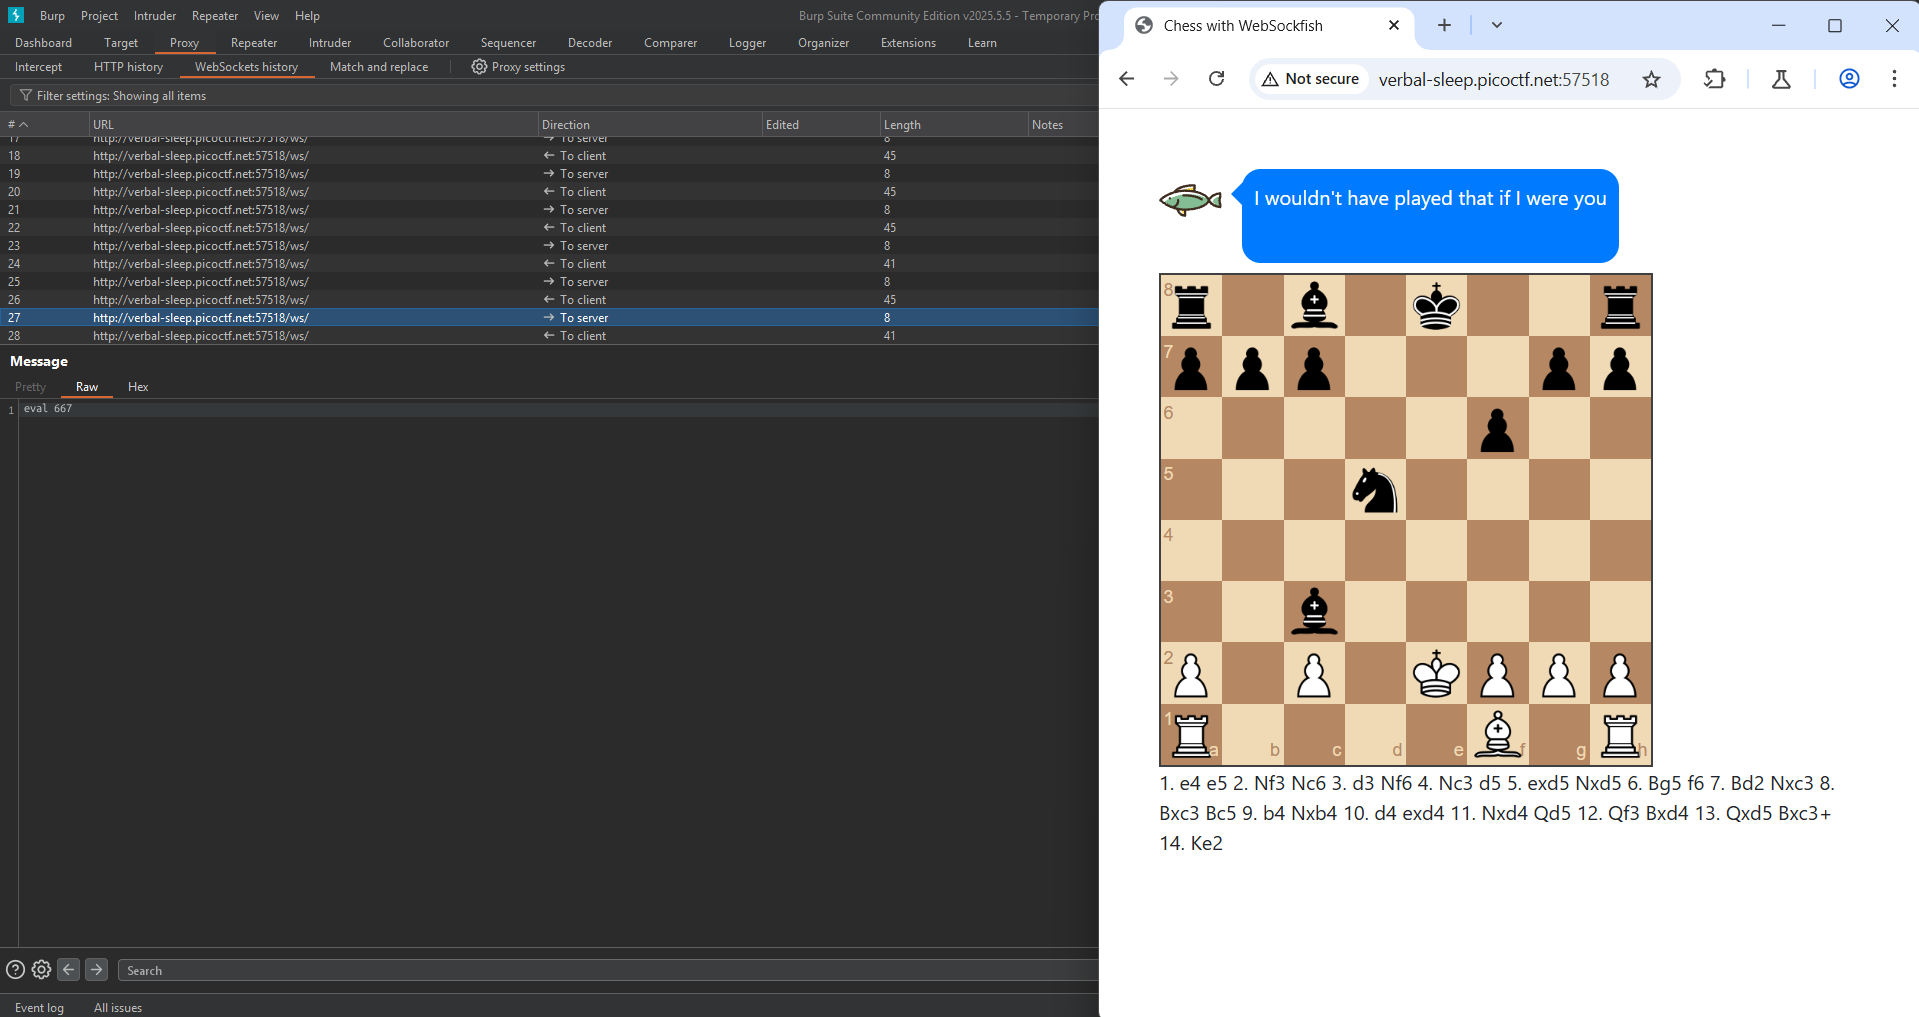 Burp Project Intruder Repeater View Help Burp Suite Community Edition v2025.5.5 - Temporary Pro
Dashboard Target Proxy Repeater Intruder Collaborator Sequencer Decoder Comparer Logger Organizer Extensions Learn
Intercept HTTP history WebSockets history Match and replace Proxy settings
Filter settings: Showing all items
# URL Direction Edited Length Notes
17 http://verbal-sleep.picoctf.net:57518/ws/ → To server 8
18 http://verbal-sleep.picoctf.net:57518/ws/ ← To client 45
19 http://verbal-sleep.picoctf.net:57518/ws/ → To server 8
20 http://verbal-sleep.picoctf.net:57518/ws/ ← To client 45
21 http://verbal-sleep.picoctf.net:57518/ws/ → To server 8
22 http://verbal-sleep.picoctf.net:57518/ws/ ← To client 45
23 http://verbal-sleep.picoctf.net:57518/ws/ → To server 8
24 http://verbal-sleep.picoctf.net:57518/ws/ ← To client 41
25 http://verbal-sleep.picoctf.net:57518/ws/ → To server 8
26 http://verbal-sleep.picoctf.net:57518/ws/ ← To client 45
27 http://verbal-sleep.picoctf.net:57518/ws/ → To server 8
28 http://verbal-sleep.picoctf.net:57518/ws/ ← To client 41
Message
Pretty Raw Hex
1 eval 667
Search
Event log All issues
Chess with WebSockfish
Not secure verbal-sleep.picoctf.net:57518
I wouldn't have played that if I were you
8
7
6
5
4
3
2
1
a b c d e f g h
1. e4 e5 2. Nf3 Nc6 3. d3 Nf6 4. Nc3 d5 5. exd5 Nxd5 6. Bg5 f6 7. Bd2 Nxc3 8.
Bxc3 Bc5 9. b4 Nxb4 10. d4 exd4 11. Nxd4 Qd5 12. Qf3 Bxd4 13. Qxd5 Bxc3+
14. Ke2